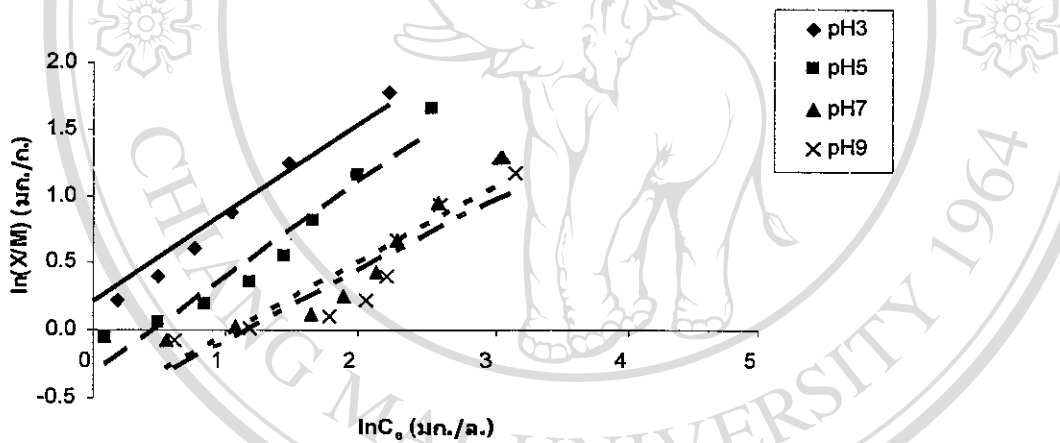 pH3
pH5
pH7
pH9
2.0
1.5
1.0
0.5
0.0
-0.5
ln(X/M) (มก./ก.)
0 1 2 3 4 5
lnCₑ (มก./ล.)
CHIANG MAI UNIVERSITY 1964